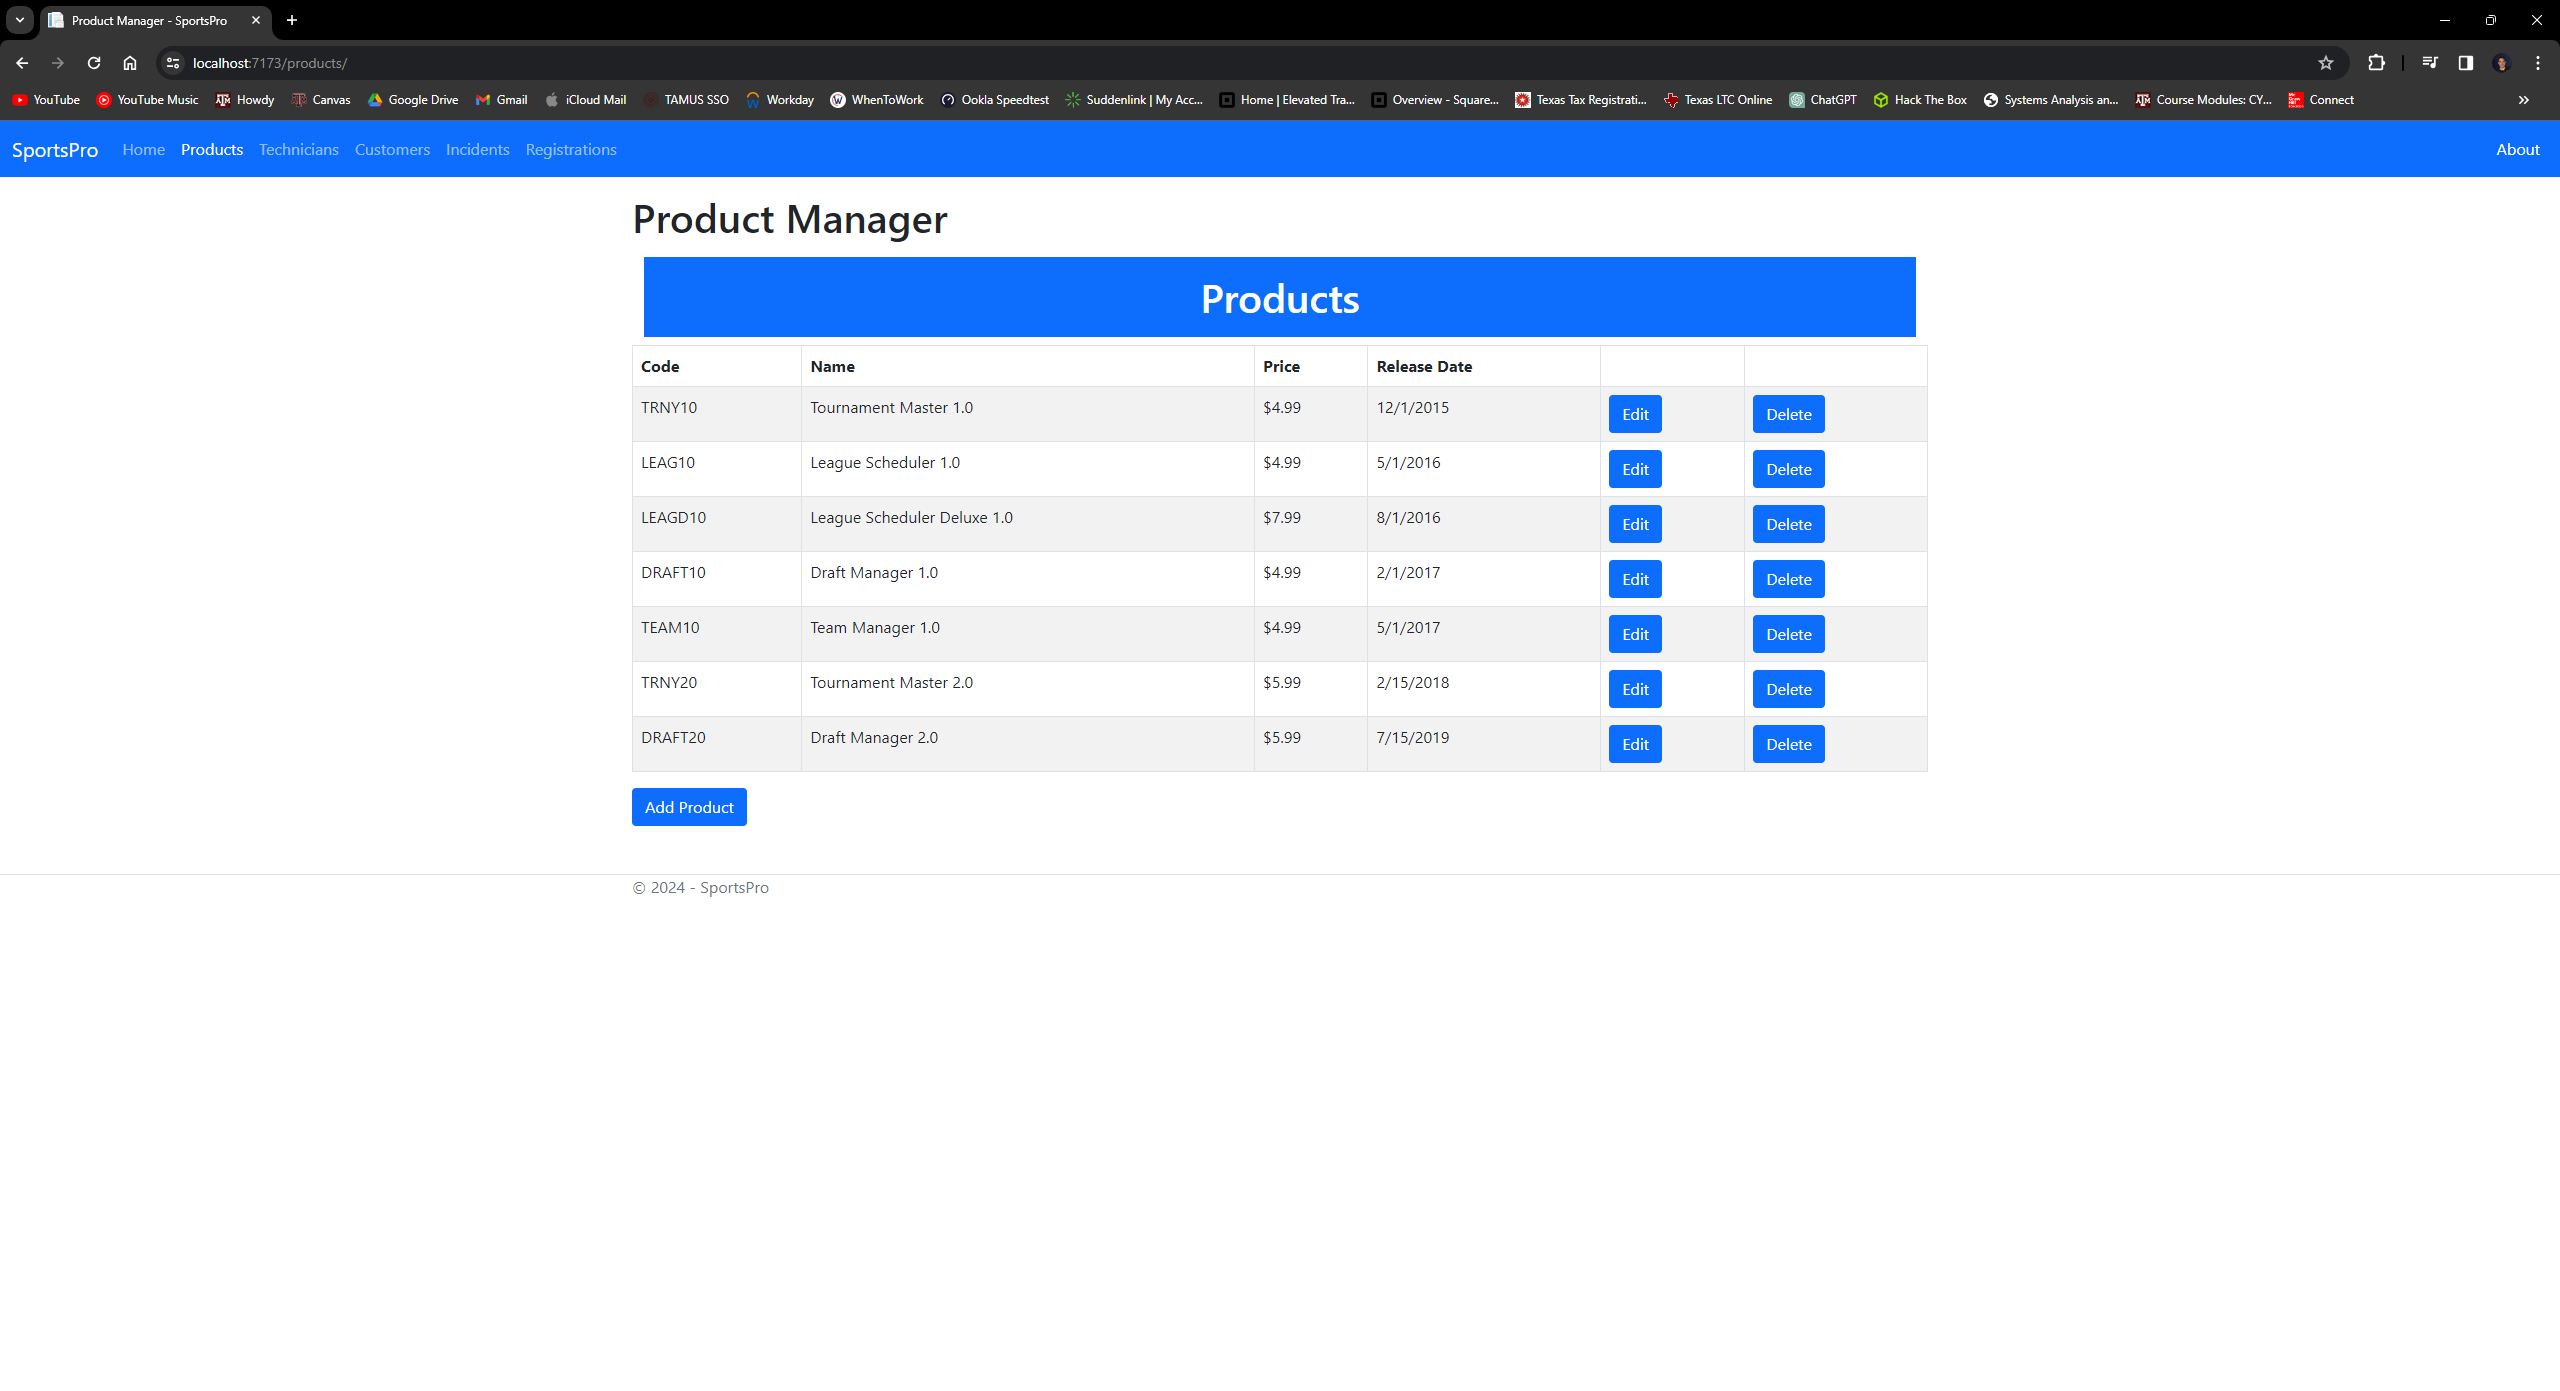 Product Manager - SportsPro
localhost:7173/products/
YouTube YouTube Music Howdy Canvas Google Drive Gmail iCloud Mail TAMUS SSO Workday WhenToWork Ookla Speedtest Suddenlink | My Acc... Home | Elevated Tra... Overview - Square... Texas Tax Registrati... Texas LTC Online ChatGPT Hack The Box Systems Analysis an... Course Modules: CY... Connect
SportsPro Home Products Technicians Customers Incidents Registrations About
Product Manager
Products
Code Name Price Release Date
TRNY10 Tournament Master 1.0 $4.99 12/1/2015 Edit Delete
LEAG10 League Scheduler 1.0 $4.99 5/1/2016 Edit Delete
LEAGD10 League Scheduler Deluxe 1.0 $7.99 8/1/2016 Edit Delete
DRAFT10 Draft Manager 1.0 $4.99 2/1/2017 Edit Delete
TEAM10 Team Manager 1.0 $4.99 5/1/2017 Edit Delete
TRNY20 Tournament Master 2.0 $5.99 2/15/2018 Edit Delete
DRAFT20 Draft Manager 2.0 $5.99 7/15/2019 Edit Delete
Add Product
© 2024 - SportsPro